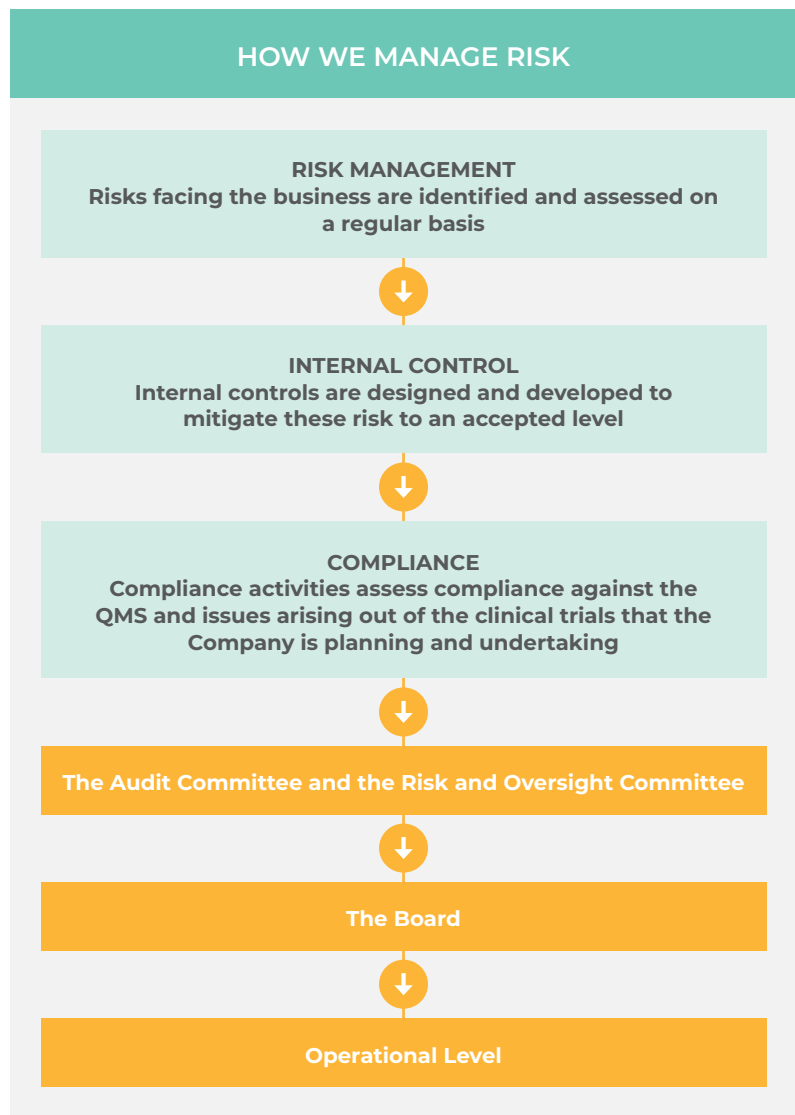 HOW WE MANAGE RISK
RISK MANAGEMENT
Risks facing the business are identified and assessed on
a regular basis
INTERNAL CONTROL
Internal controls are designed and developed to
mitigate these risk to an accepted level
COMPLIANCE
Compliance activities assess compliance against the
QMS and issues arising out of the clinical trials that the
Company is planning and undertaking
The Audit Committee and the Risk and Oversight Committee
The Board
Operational Level